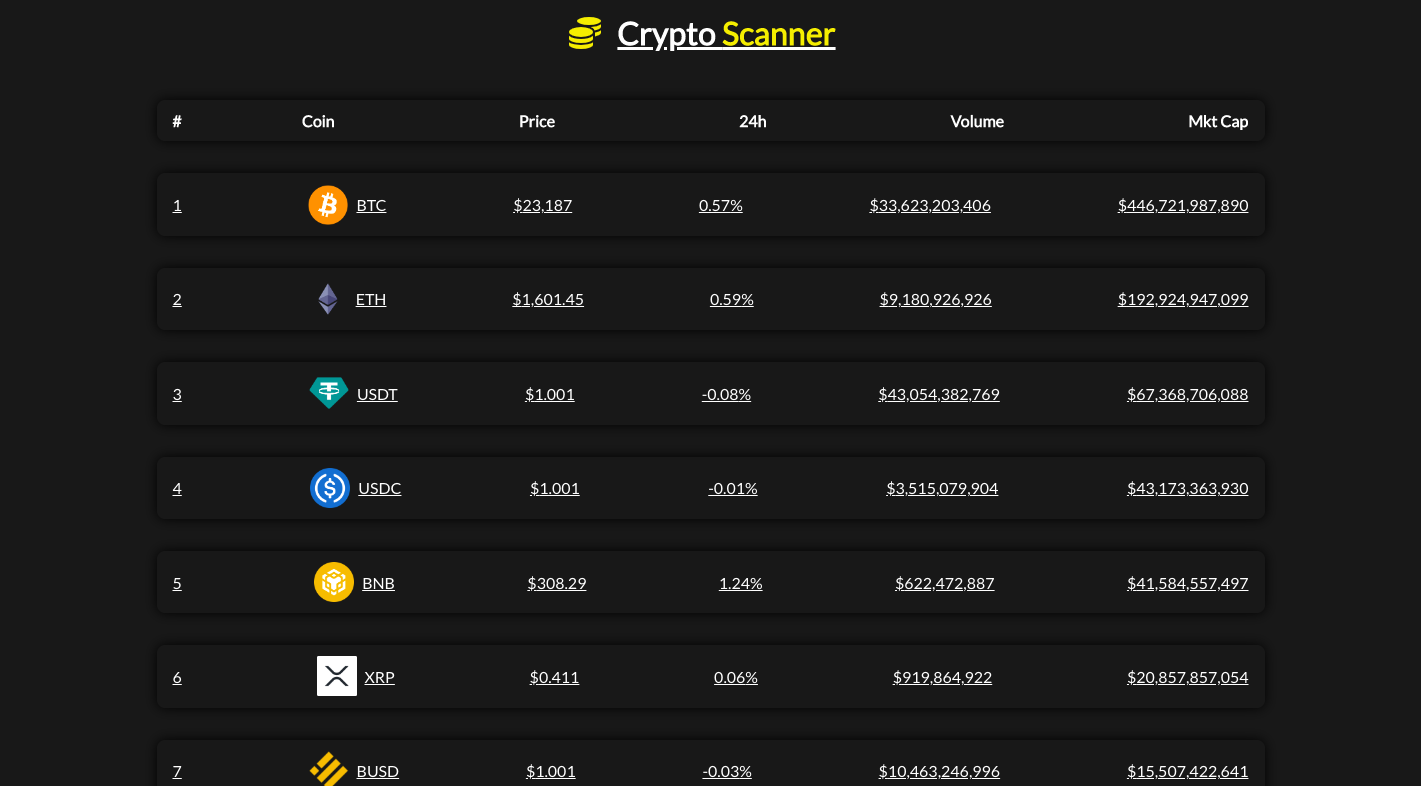 Crypto Scanner
# Coin Price 24h Volume Mkt Cap
1 BTC $23,187 0.57% $33,623,203,406 $446,721,987,890
2 ETH $1,601.45 0.59% $9,180,926,926 $192,924,947,099
3 USDT $1.001 -0.08% $43,054,382,769 $67,368,706,088
4 USDC $1.001 -0.01% $3,515,079,904 $43,173,363,930
5 BNB $308.29 1.24% $622,472,887 $41,584,557,497
6 XRP $0.411 0.06% $919,864,922 $20,857,857,054
7 BUSD $1.001 -0.03% $10,463,246,996 $15,507,422,641